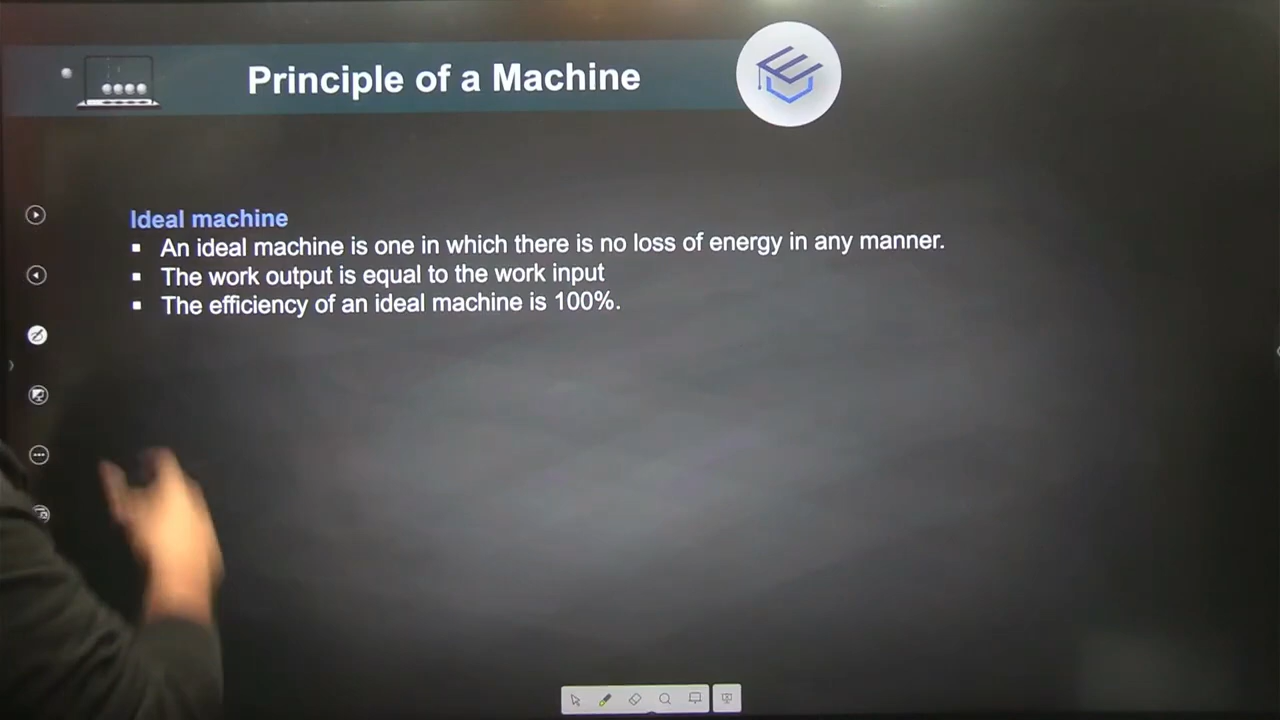 Principle of a Machine
Ideal machine
▪ An ideal machine is one in which there is no loss of energy in any manner.
▪ The work output is equal to the work input
▪ The efficiency of an ideal machine is 100%.